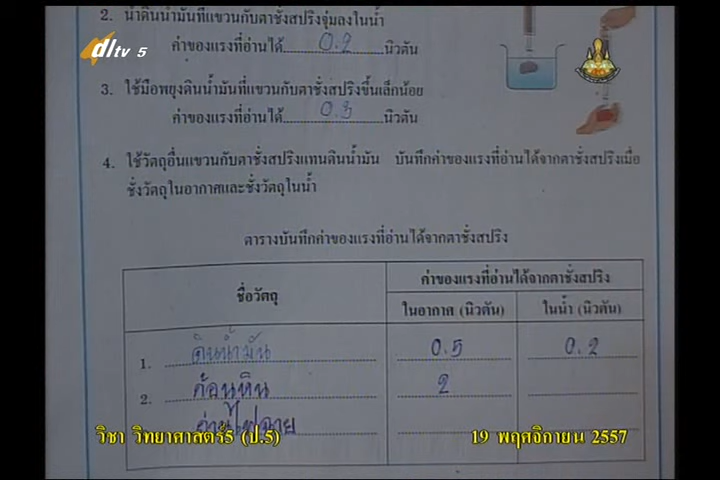 dltv 5
2. นำดินน้ำมันที่แขวนกับตาชั่งสปริงจุ่มลงในน้ำ
ค่าของแรงที่อ่านได้ 0.2 นิวตัน
3. ใช้มือพยุงดินน้ำมันที่แขวนกับตาชั่งสปริงขึ้นเล็กน้อย
ค่าของแรงที่อ่านได้ 0.3 นิวตัน
4. ใช้วัตถุอื่นแขวนกับตาชั่งสปริงแทนดินน้ำมัน บันทึกค่าของแรงที่อ่านได้จากตาชั่งสปริงเมื่อ
ชั่งวัตถุในอากาศและชั่งวัตถุในน้ำ
ตารางบันทึกค่าของแรงที่อ่านได้จากตาชั่งสปริง
ชื่อวัตถุ
ค่าของแรงที่อ่านได้จากตาชั่งสปริง
ในอากาศ (นิวตัน) ในน้ำ (นิวตัน)
1. ดินน้ำมัน 0.5 0.2
2. ก้อนหิน 2
ถ่านไฟฉาย
วิชา วิทยาศาสตร์5 (ป.5) 19 พฤศจิกายน 2557